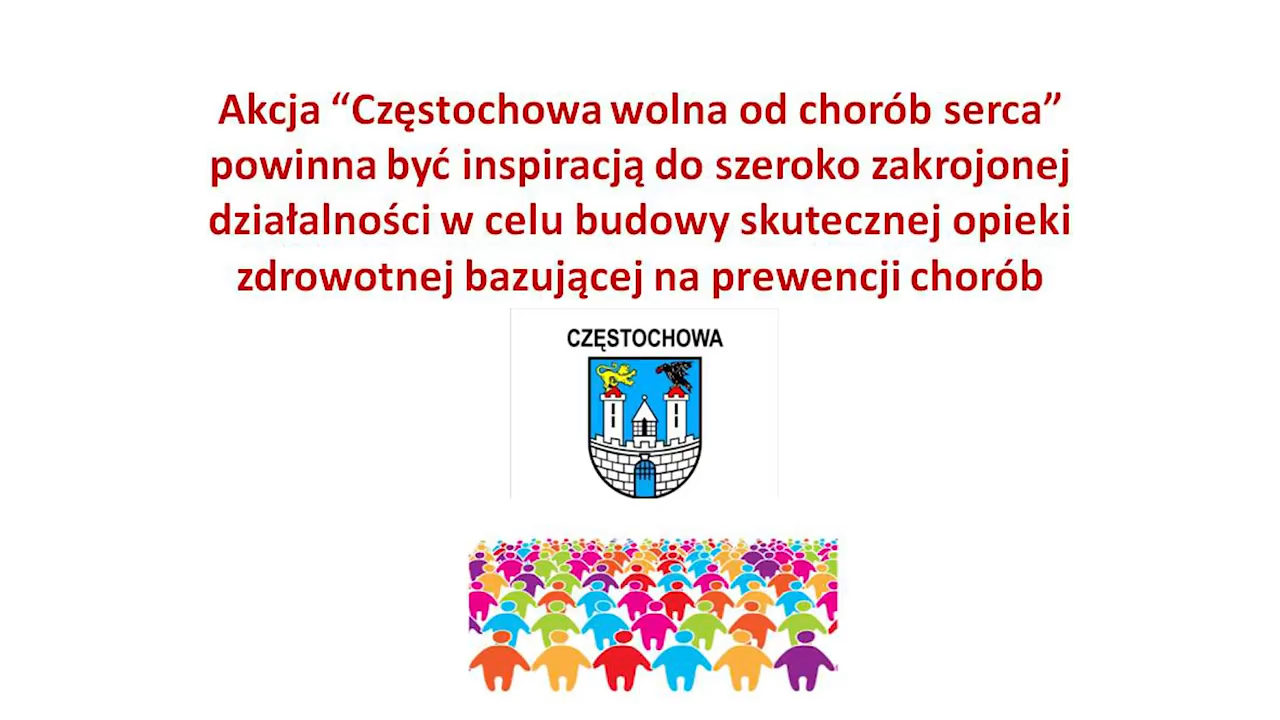 Akcja “Częstochowa wolna od chorób serca”
powinna być inspiracją do szeroko zakrojonej
działalności w celu budowy skutecznej opieki
zdrowotnej bazującej na prewencji chorób
CZĘSTOCHOWA